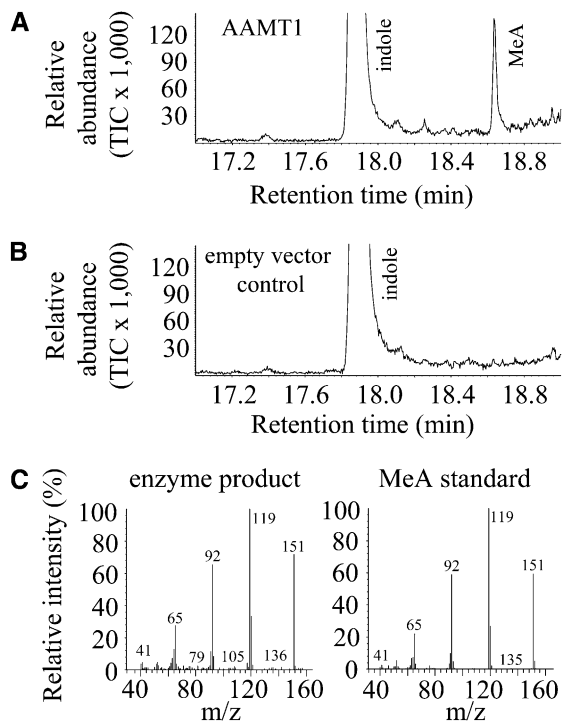 A
AAMT1
indole
MeA
Relative
abundance
(TIC x 1,000)
120
90
60
30
17.2 17.6 18.0 18.4 18.8
Retention time (min)
B
empty vector
control
indole
Relative
abundance
(TIC x 1,000)
120
90
60
30
17.2 17.6 18.0 18.4 18.8
Retention time (min)
C
enzyme product
MeA standard
Relative intensity (%)
100
80
60
40
20
0
41
65
79
92
105
119
136
151
40 80 120 160
m/z
100
80
60
40
20
0
41
65
92
119
135
151
40 80 120 160
m/z